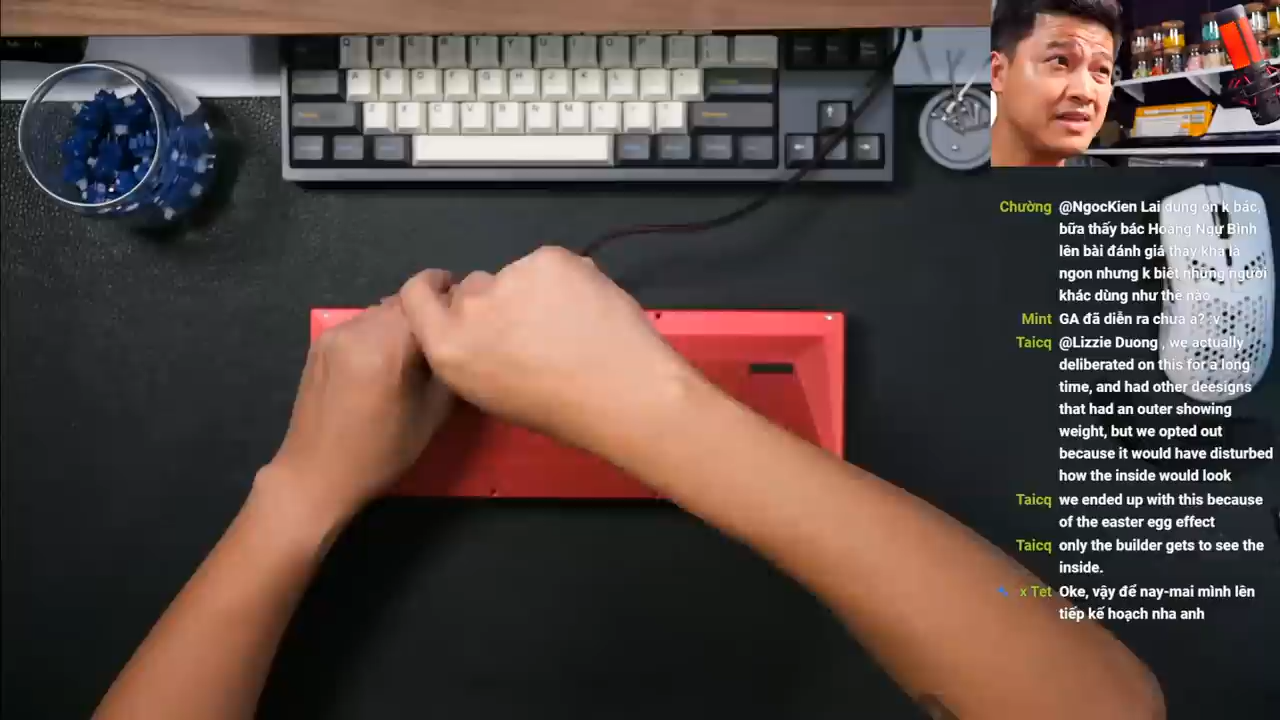 Q W E R T Y U I O P [ ]
A S D F G H J K L ; '
Z X C V B N M , . /
Chường @NgocKien Lai dung ổn k bác,
bữa thấy bác Hoang Ngự Bình
lên bài đánh giá thấy khá là
ngon nhưng k biết những người
khác dùng như thế nào
Mint GA đã diễn ra chưa a? :v
Taicq @Lizzie Duong , we actually
deliberated on this for a long
time, and had other deesigns
that had an outer showing
weight, but we opted out
because it would have disturbed
how the inside would look
Taicq we ended up with this because
of the easter egg effect
Taicq only the builder gets to see the
inside.
x Tet Oke, vậy để nay-mai mình lên
tiếp kế hoạch nha anh